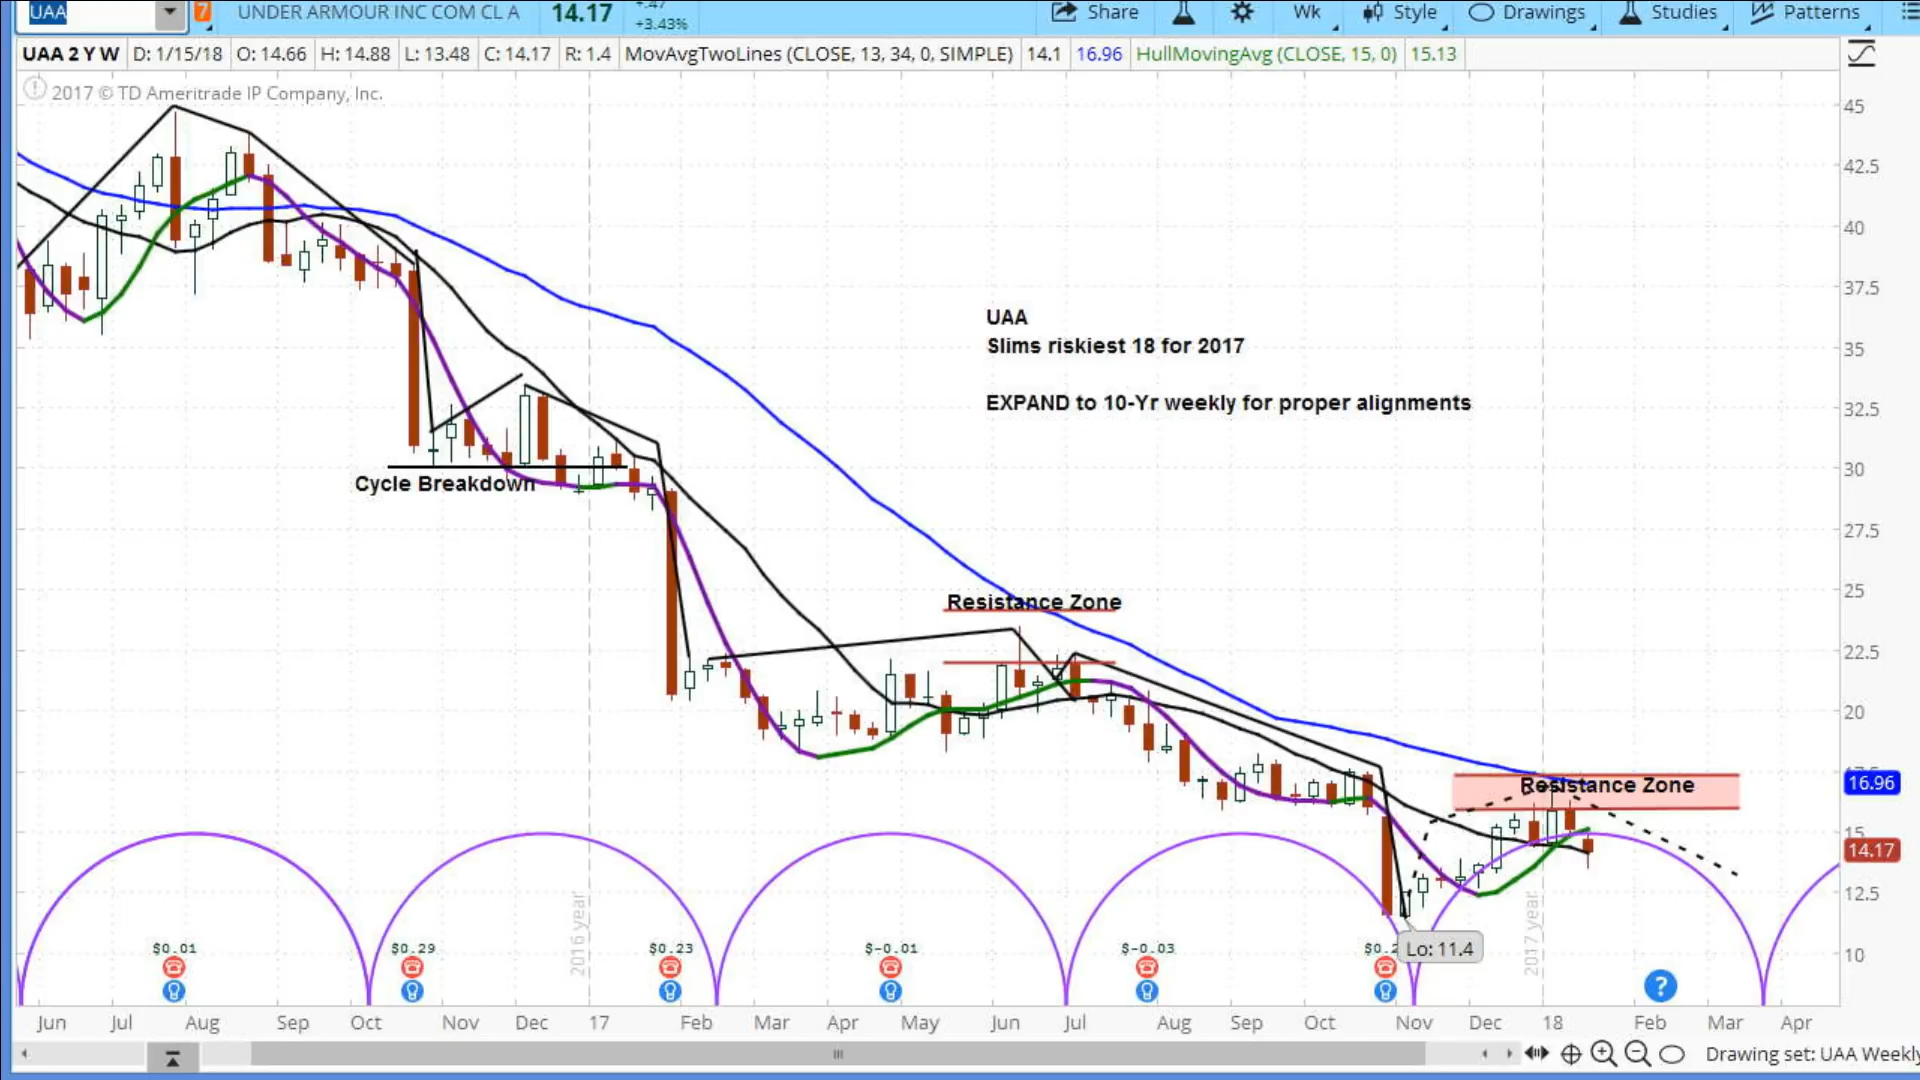 UAA 7 UNDER ARMOUR INC COM CL A 14.17 +.47 +3.43% Share Wk Style Drawings Studies Patterns
UAA 2 Y W D: 1/15/18 O: 14.66 H: 14.88 L: 13.48 C: 14.17 R: 1.4 MovAvgTwoLines (CLOSE, 13, 34, 0, SIMPLE) 14.1 16.96 HullMovingAvg (CLOSE, 15, 0) 15.13
2017 © TD Ameritrade IP Company, Inc.
45
42.5
40
37.5
UAA
Slims riskiest 18 for 2017
35
EXPAND to 10-Yr weekly for proper alignments
32.5
30
Cycle Breakdown
27.5
25
Resistance Zone
22.5
20
16.96
Resistance Zone
15
14.17
12.5
$0.01 $0.29 $0.23 $-0.01 $-0.03 $0.2 Lo: 11.4
10
2016 year
2017 year
?
Jun Jul Aug Sep Oct Nov Dec 17 Feb Mar Apr May Jun Jul Aug Sep Oct Nov Dec 18 Feb Mar Apr
Drawing set: UAA Weekly